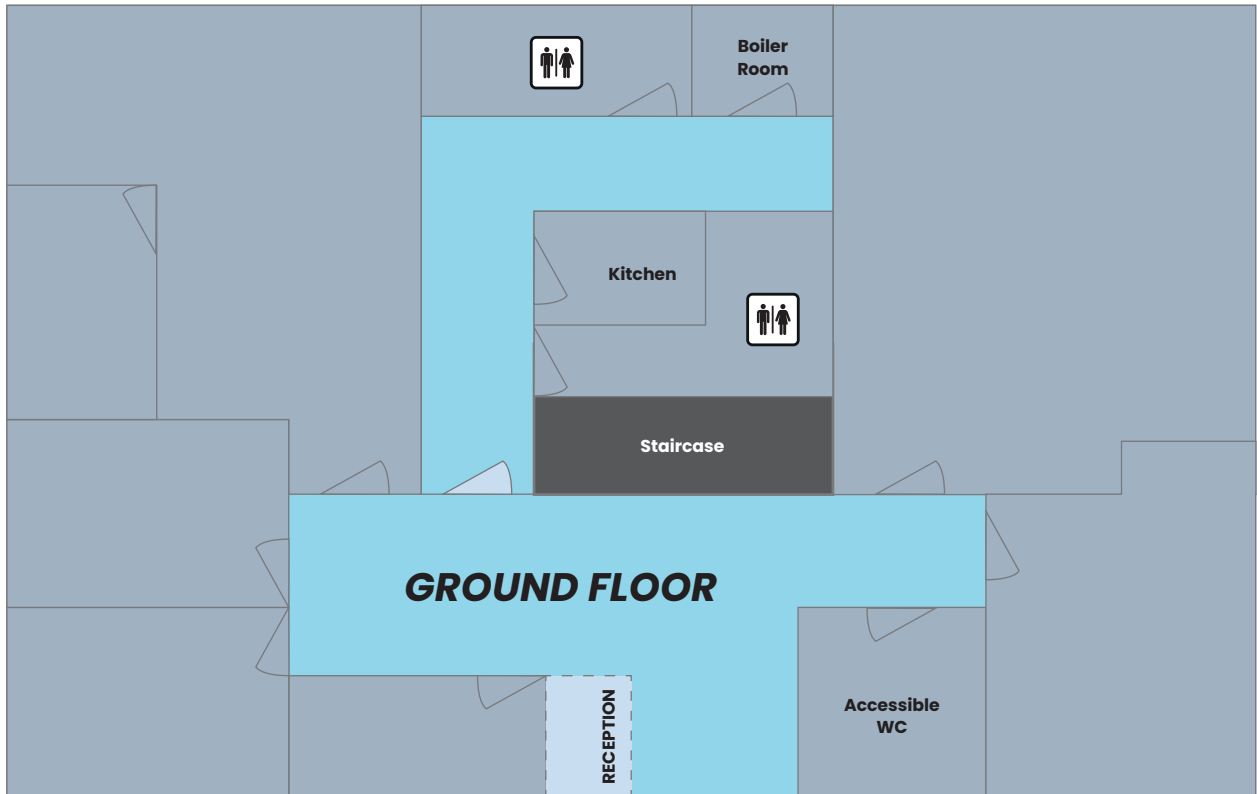 Boiler
Room
Kitchen
Staircase
GROUND FLOOR
RECEPTION
Accessible
WC